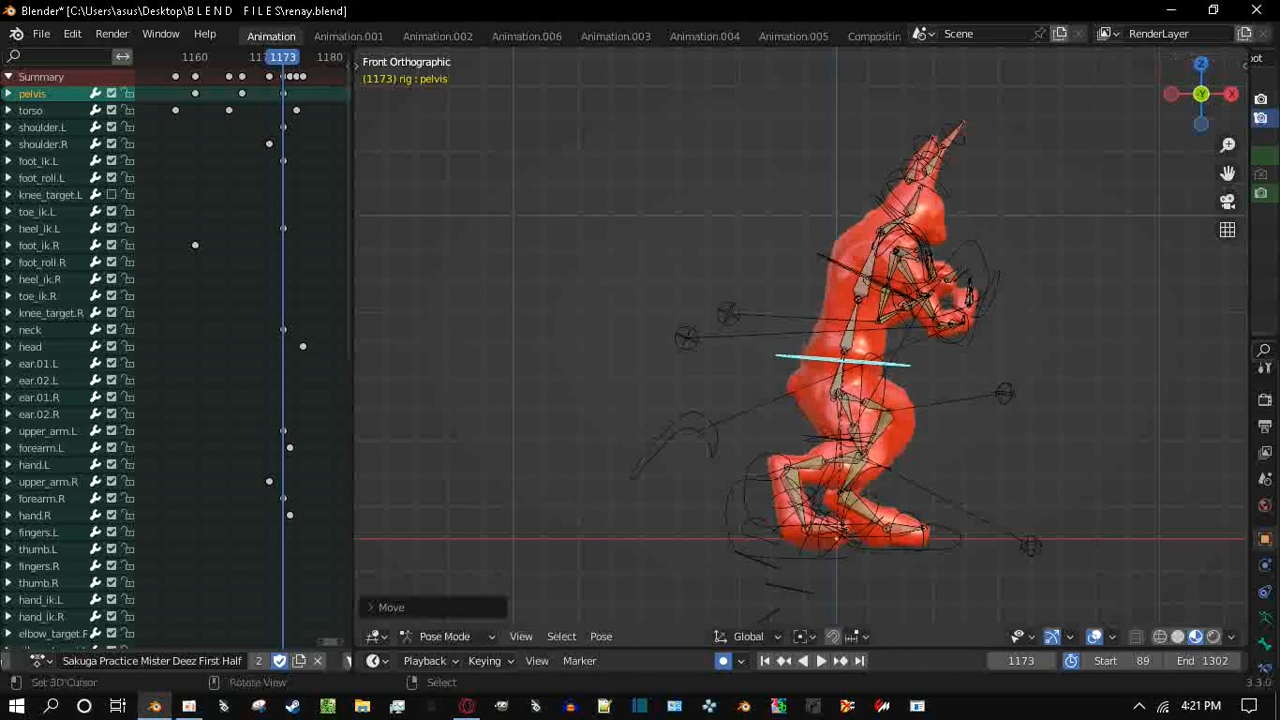 Blender* [C:\Users\asus\Desktop\B L E N D   F I L E S\renay.blend]
File Edit Render Window Help Animation Animation.001 Animation.002 Animation.006 Animation.003 Animation.004 Animation.005 Compositin Scene RenderLayer
1160 1173 1180
Summary
pelvis
torso
shoulder.L
shoulder.R
foot_ik.L
foot_roll.L
knee_target.L
toe_ik.L
heel_ik.L
foot_ik.R
foot_roll.R
heel_ik.R
toe_ik.R
knee_target.R
neck
head
ear.01.L
ear.02.L
ear.01.R
ear.02.R
upper_arm.L
forearm.L
hand.L
upper_arm.R
forearm.R
hand.R
fingers.L
thumb.L
fingers.R
thumb.R
hand_ik.L
hand_ik.R
Front Orthographic
(1173) rig : pelvis
Z
-Y
X
Move
Pose Mode View Select Pose Global
Sakuga Practice Mister Deez First Half 2
Playback Keying View Marker 1173 Start 89 End 1302
Set 3D Cursor Rotate View Select 3.3.0
4:21 PM